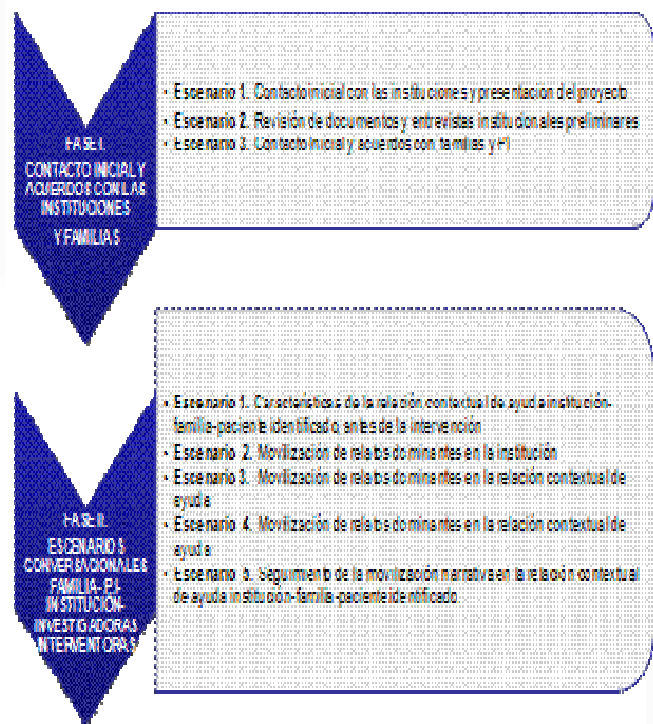 FASE I.
CONTACTO INICIAL Y
ACUERDOS CON LAS
INSTITUCIONES
Y FAMILIAS
• Escenario 1. Contacto inicial con las instituciones y presentación del proyecto
• Escenario 2. Revisión de documentos y entrevistas institucionales preliminares
• Escenario 3. Contacto inicial y acuerdos con familias y PI
FASE II.
ESCENARIOS
CONVERSACIONALES
FAMILIA- P.I.
INSTITUCIÓN-
INVESTIGADORAS
INTERVENTORAS
• Escenario 1. Características de la relación contextual de ayuda institución-
familia-paciente identificado, antes de la intervención
• Escenario 2. Movilización de relatos dominantes en la institución
• Escenario 3. Movilización de relatos dominantes en la relación contextual de
ayuda
• Escenario 4. Movilización de relatos dominantes en la relación contextual de
ayuda
• Escenario 5. Seguimiento de la movilización narrativa en la relación contextual
de ayuda institución-familia-paciente identificado.